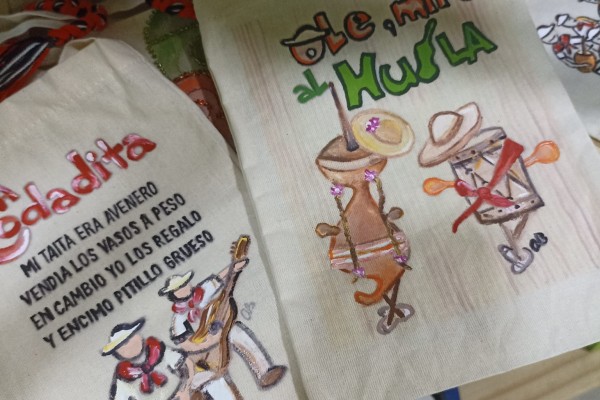 MI TAITA ERA AVENERO
VENDIA LOS VASOS A PESO
EN CAMBIO YO LOS REGALO
Y ENCIMO PITILLO GRUESO
OLE,
al HUILA